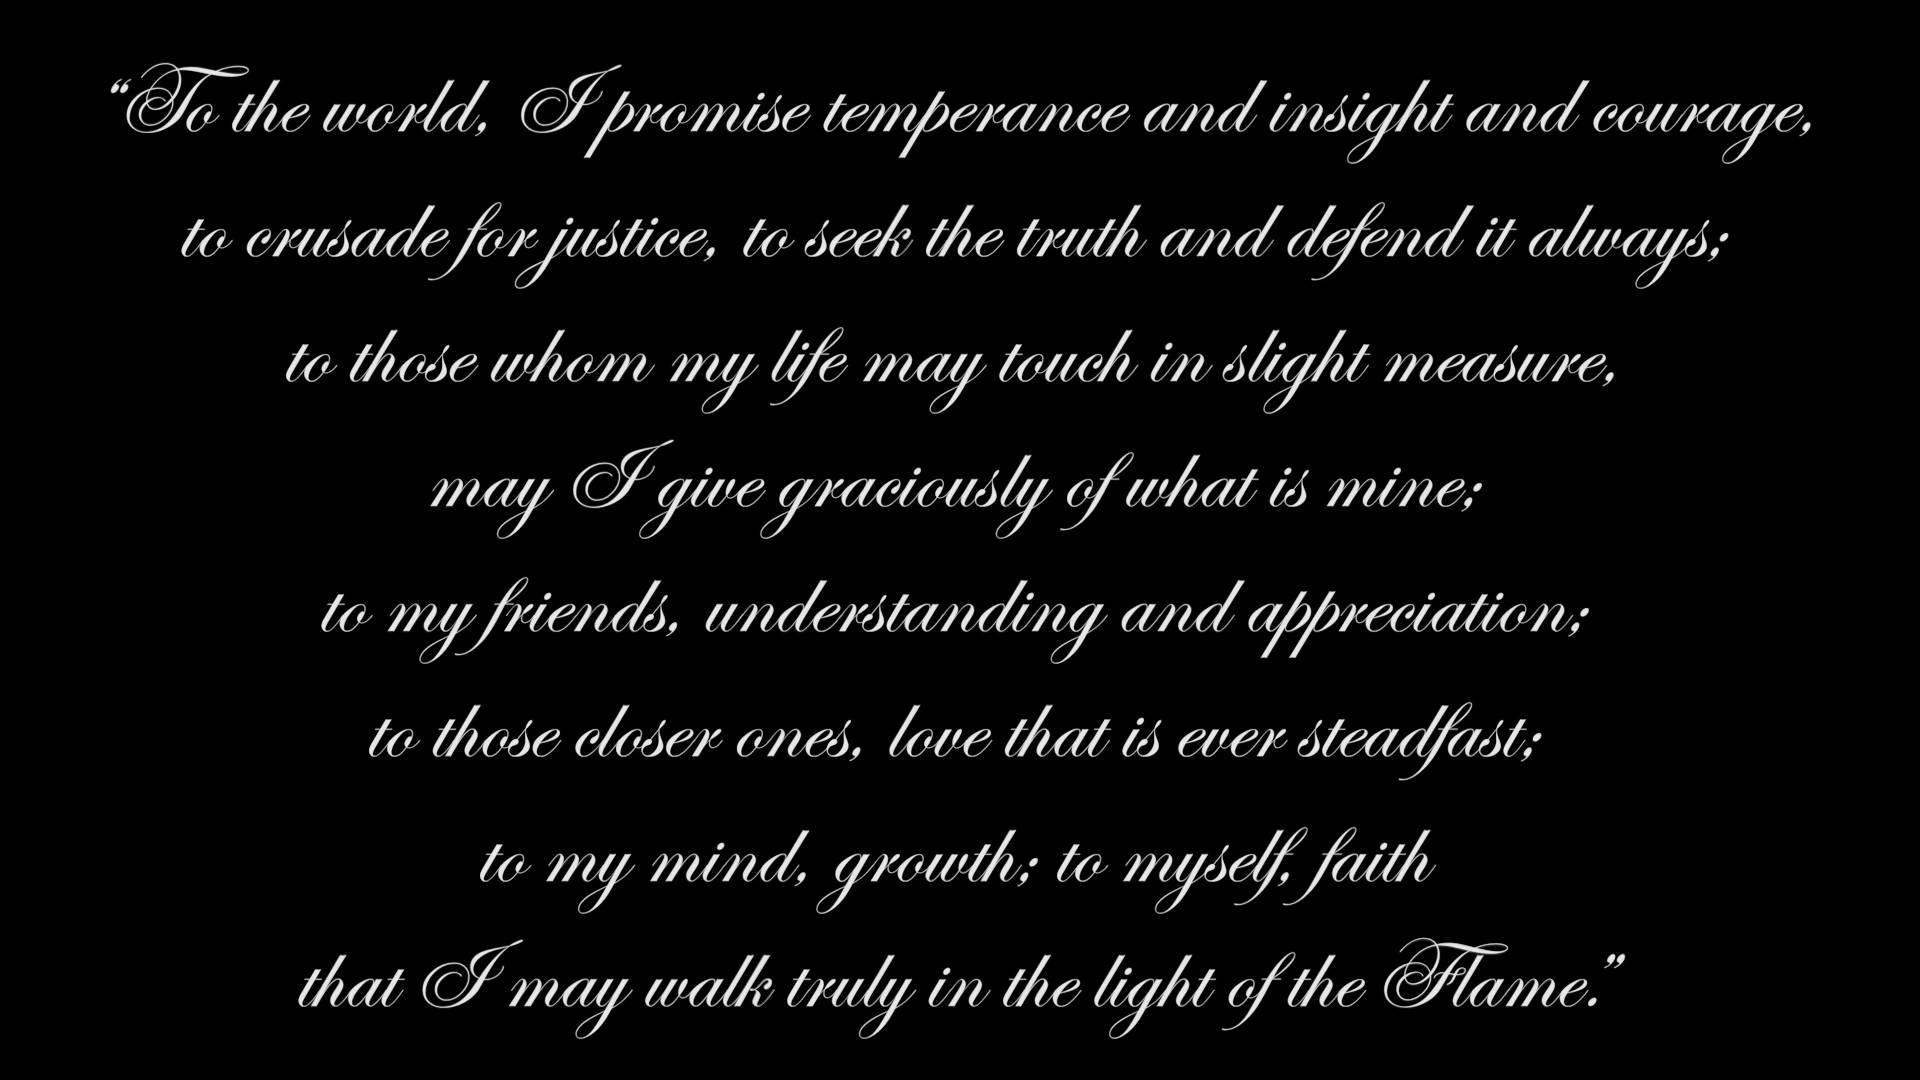 “To the world, I promise temperance and insight and courage,
to crusade for justice, to seek the truth and defend it always;
to those whom my life may touch in slight measure,
may I give graciously of what is mine;
to my friends, understanding and appreciation;
to those closer ones, love that is ever steadfast;
to my mind, growth; to myself, faith
that I may walk truly in the light of the Flame.”